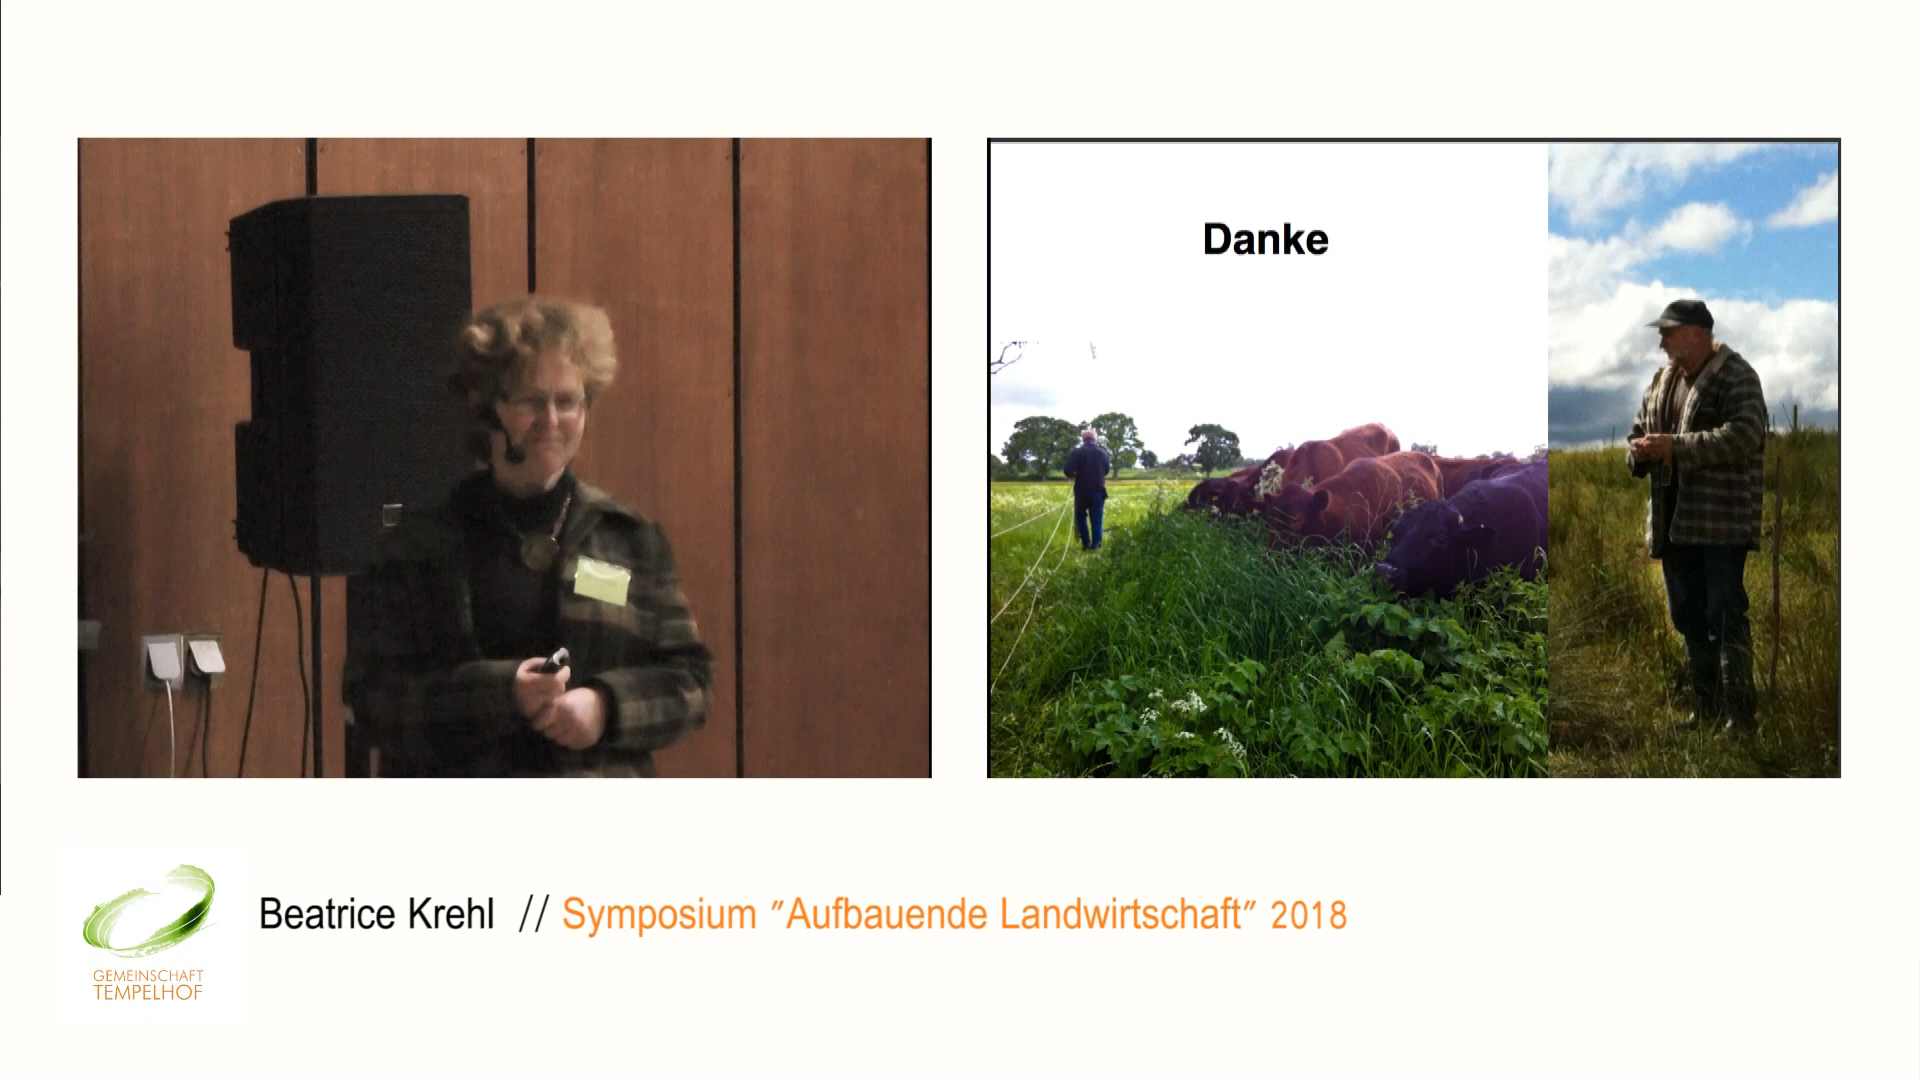 Danke
Beatrice Krehl // Symposium "Aufbauende Landwirtschaft" 2018
GEMEINSCHAFT
TEMPELHOF